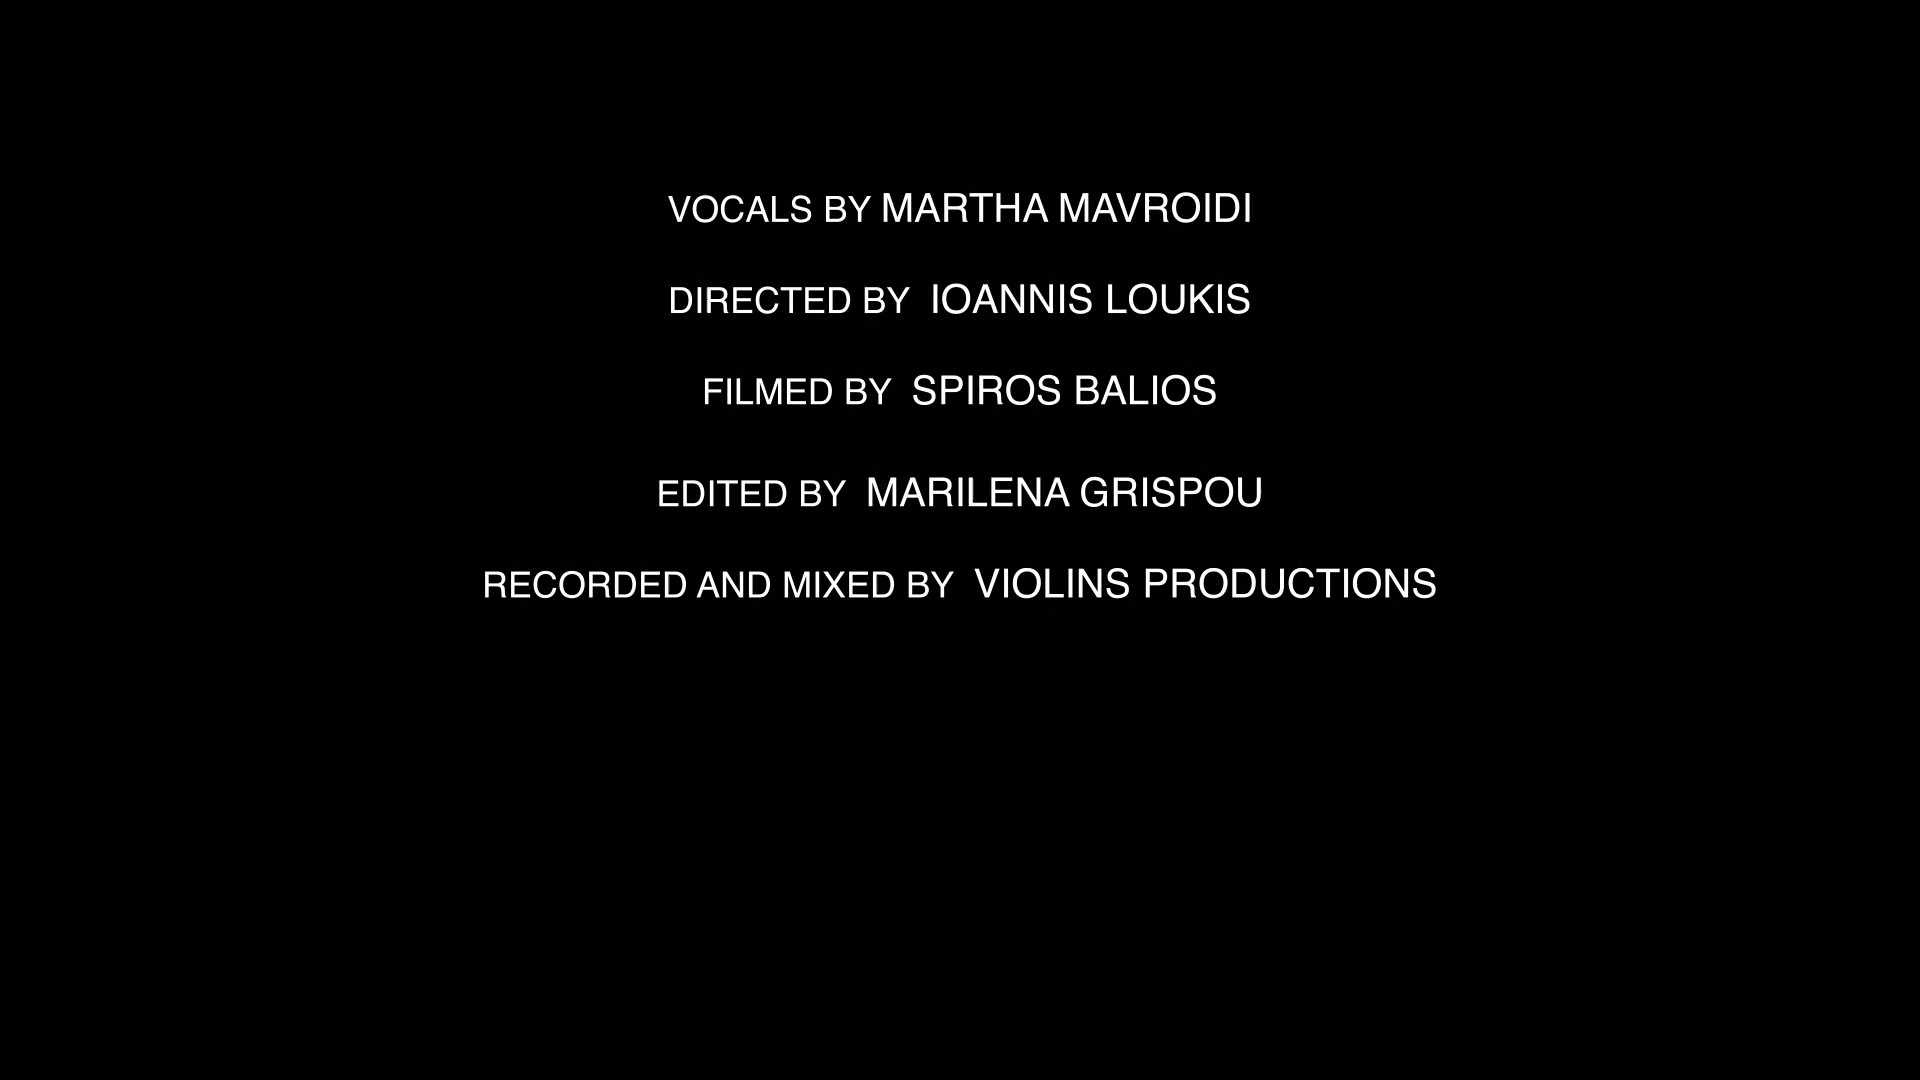 VOCALS BY MARTHA MAVROIDI
DIRECTED BY IOANNIS LOUKIS
FILMED BY SPIROS BALIOS
EDITED BY MARILENA GRISPOU
RECORDED AND MIXED BY VIOLINS PRODUCTIONS